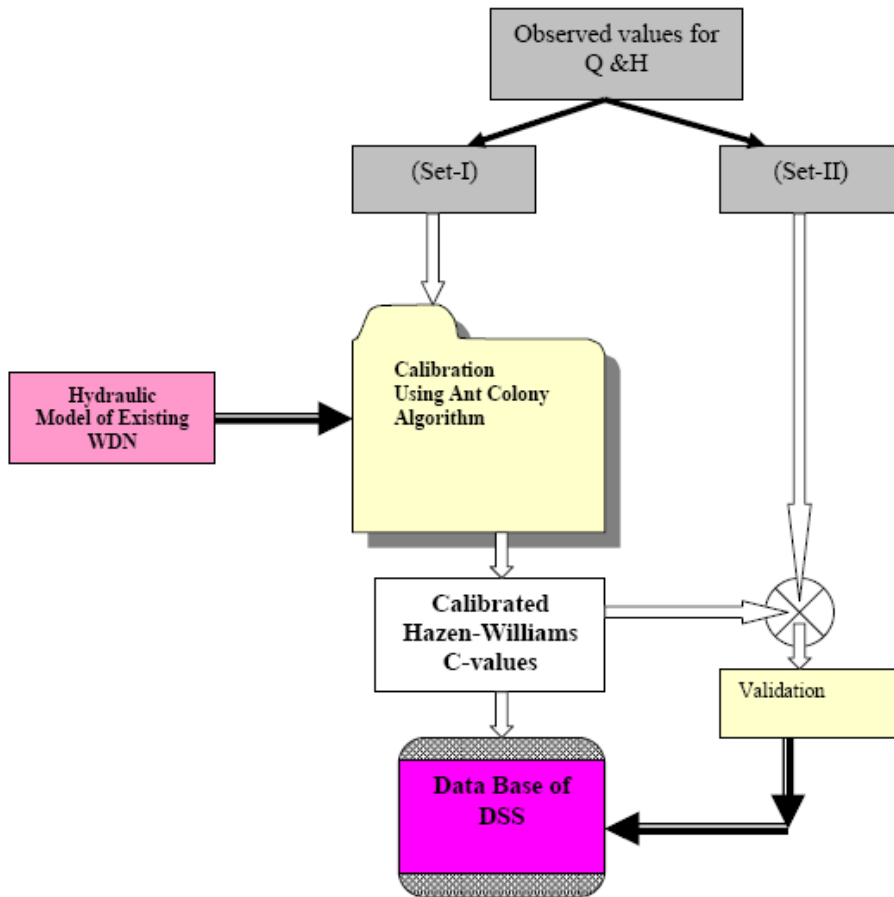 Observed values for
Q &H
(Set-I)
(Set-II)
Calibration
Using Ant Colony
Algorithm
Hydraulic
Model of Existing
WDN
Calibrated
Hazen-Williams
C-values
Validation
Data Base of
DSS